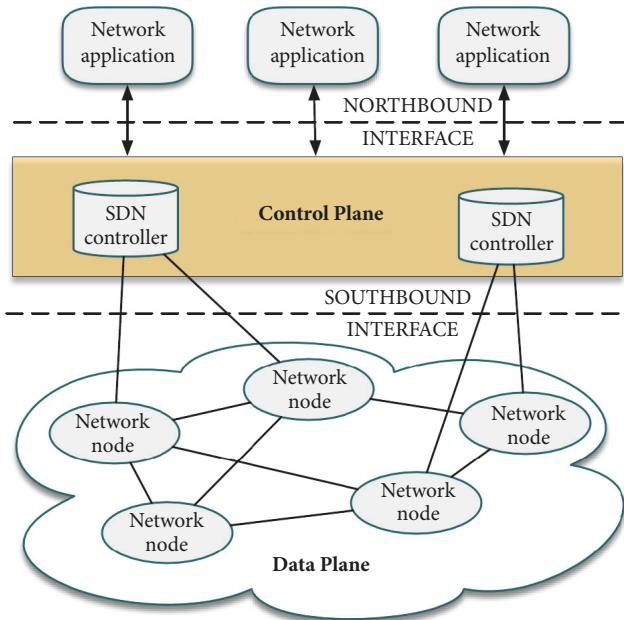 Network
application
Network
application
Network
application
NORTHBOUND
INTERFACE
SDN
controller
Control Plane
SDN
controller
SOUTHBOUND
INTERFACE
Network
node
Network
node
Network
node
Network
node
Network
node
Data Plane